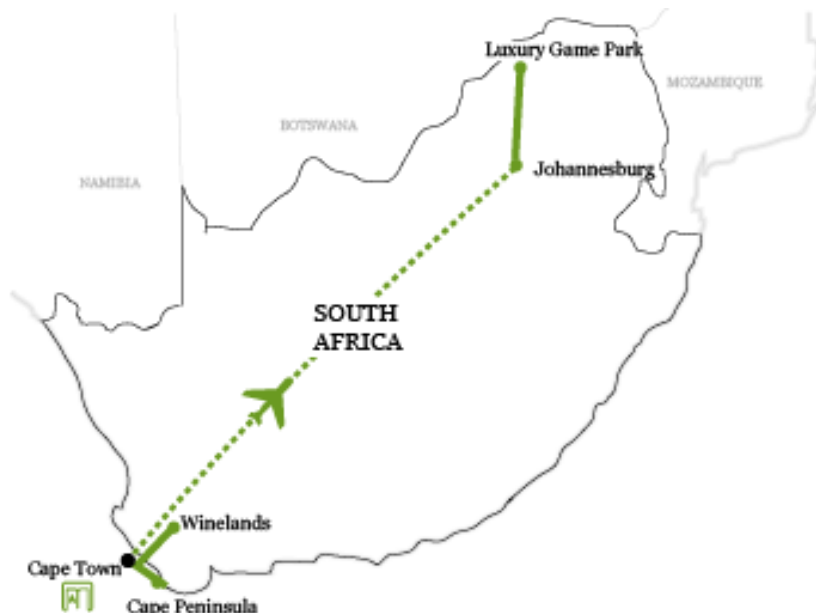 Luxury Game Park
MOZAMBIQUE
BOTSWANA
Johannesburg
NAMIBIA
SOUTH
AFRICA
Winelands
Cape Town
Cape Peninsula